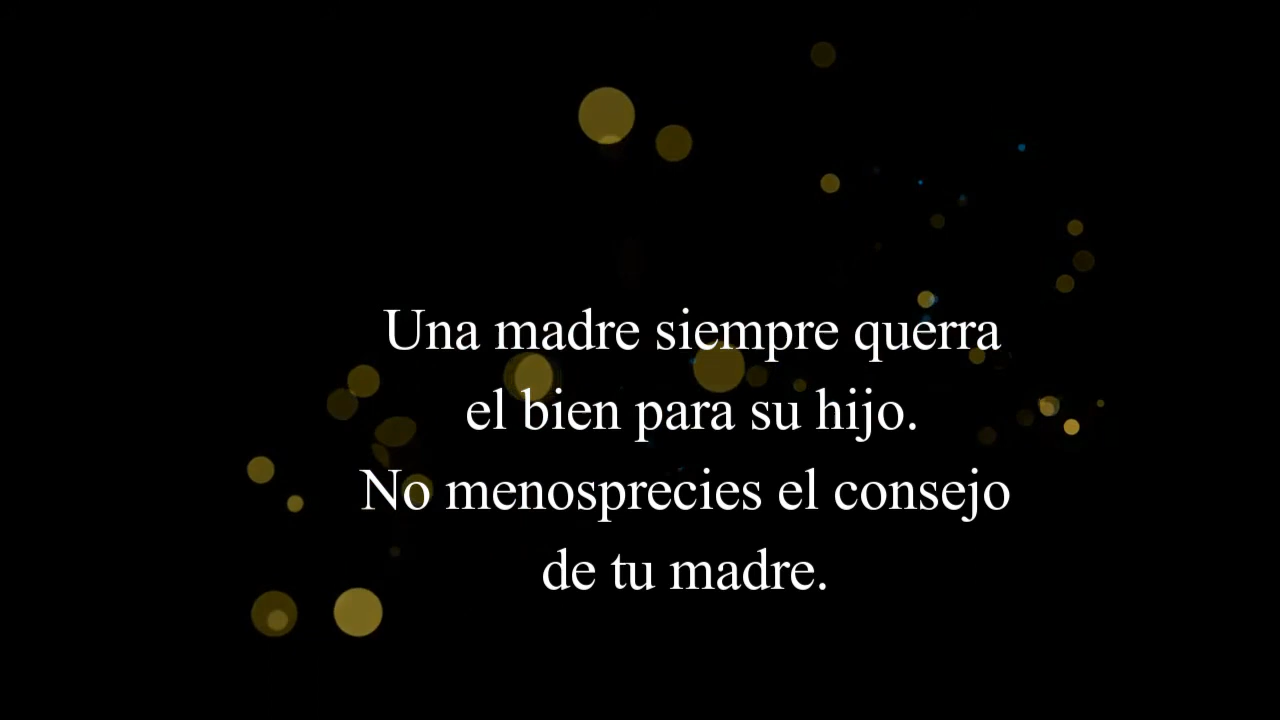 Una madre siempre querra
el bien para su hijo.
No menosprecies el consejo
de tu madre.